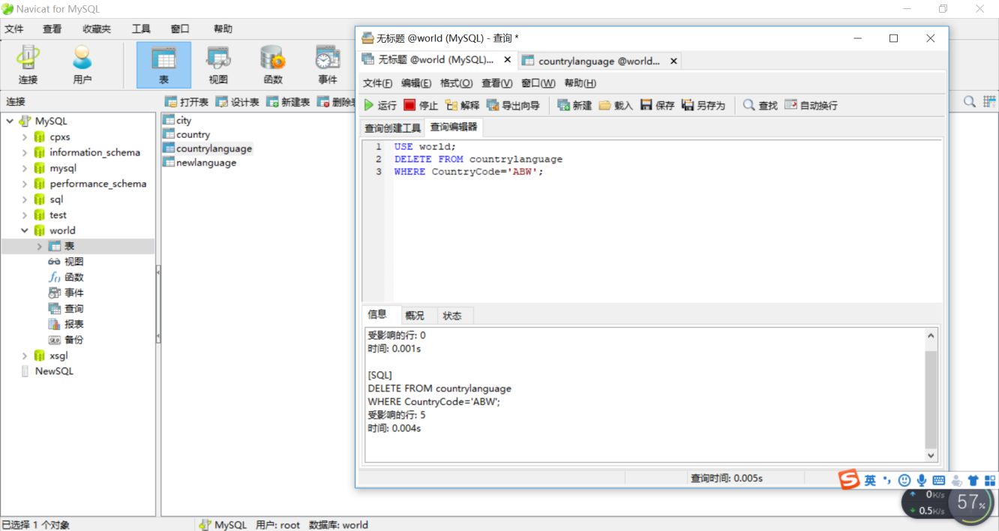 Navicat for MySQL
文件 查看 收藏夹 工具 窗口 帮助
连接 用户 表 视图 函数 事件
连接
打开表 设计表 新建表 删除
MySQL
cpxs
information_schema
mysql
performance_schema
sql
test
world
表
视图
函数
事件
查询
报表
备份
xsgl
NewSQL
city
country
countrylanguage
newlanguage
无标题 @world (MySQL) - 查询 *
无标题 @world (MySQL)... countrylanguage @world...
文件(F) 编辑(E) 格式(O) 查看(V) 窗口(W) 帮助(H)
运行 停止 解释 导出向导 新建 载入 保存 另存为 查找 自动换行
查询创建工具 查询编辑器
1 USE world;
2 DELETE FROM countrylanguage
3 WHERE CountryCode='ABW';
信息 概况 状态
受影响的行: 0
时间: 0.001s
[SQL]
DELETE FROM countrylanguage
WHERE CountryCode='ABW';
受影响的行: 5
时间: 0.004s
查询时间: 0.005s
英
0K/s
0.5K/s
57%
已选择 1 个对象 MySQL 用户: root 数据库: world